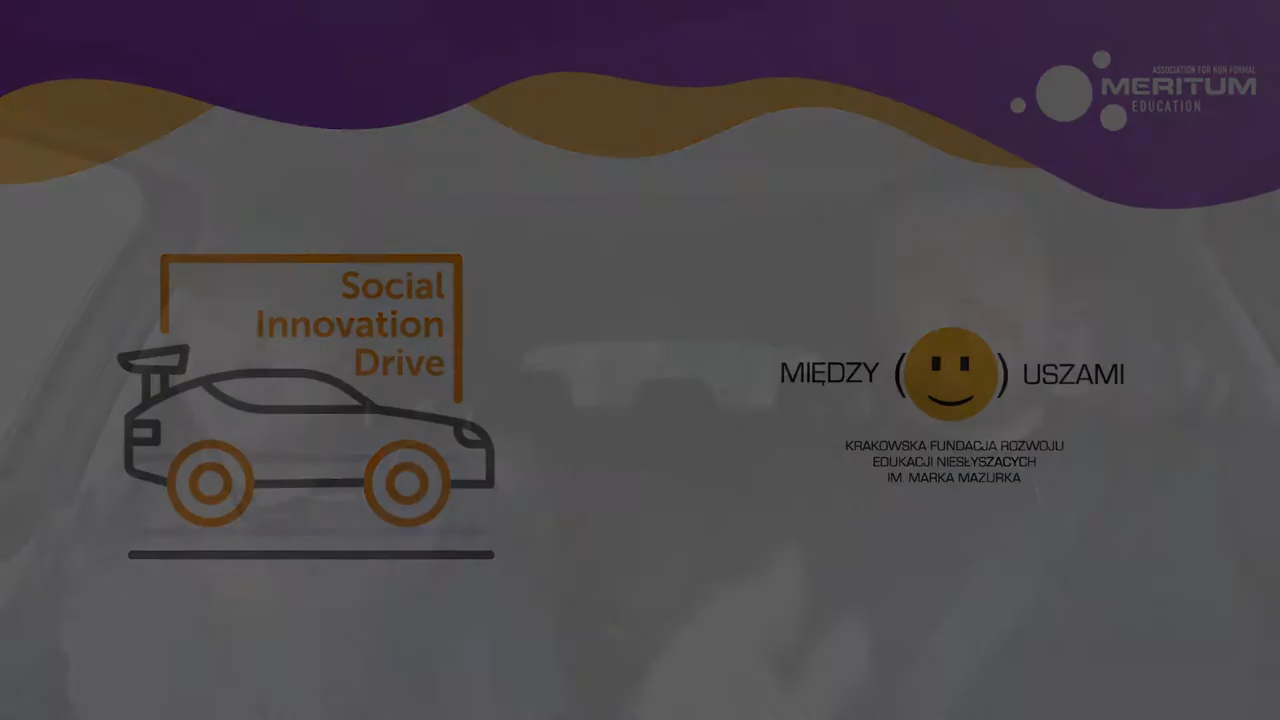 ASSOCIATION FOR NON FORMAL
MERITUM
EDUCATION
Social
Innovation
Drive
MIĘDZY ( ) USZAMI
KRAKOWSKA FUNDACJA ROZWOJU
EDUKACJI NIESŁYSZĄCYCH
IM. MARKA MAZURKA